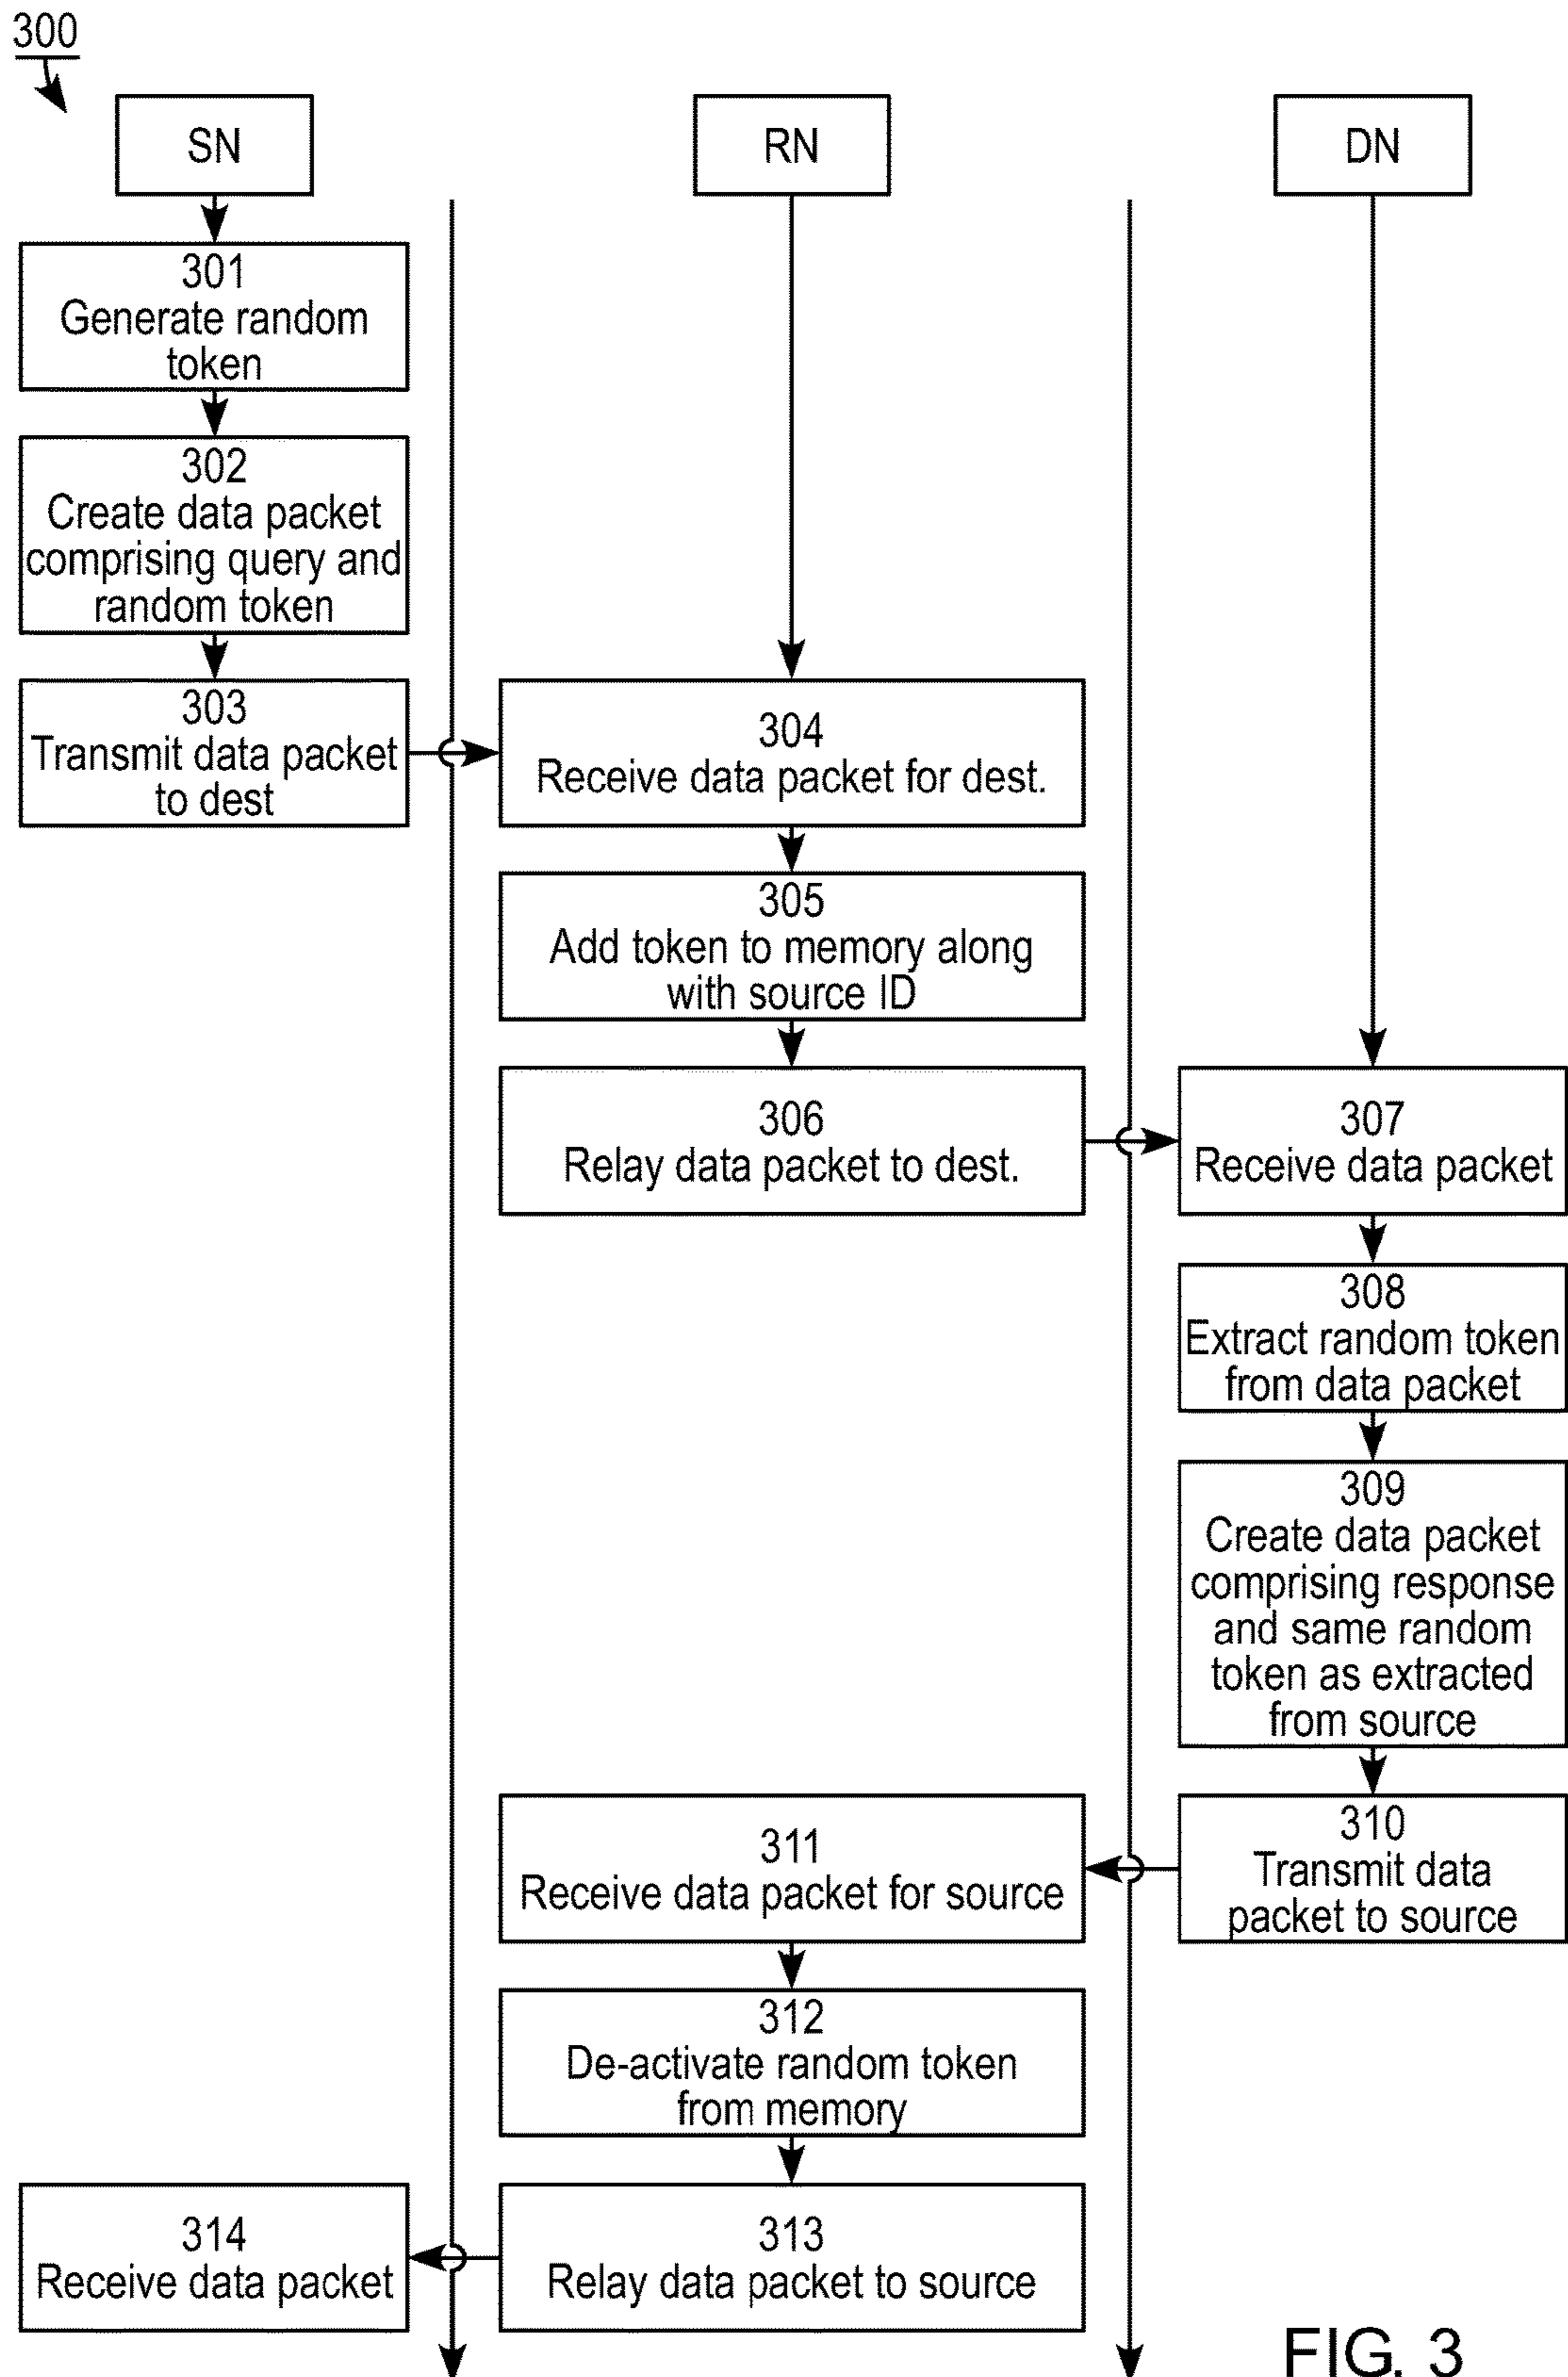 300
SN
RN
DN
301
Generate random
token
302
Create data packet
comprising query and
random token
303
Transmit data packet
to dest
304
Receive data packet for dest.
305
Add token to memory along
with source ID
306
Relay data packet to dest.
307
Receive data packet
308
Extract random token
from data packet
309
Create data packet
comprising response
and same random
token as extracted
from source
310
Transmit data
packet to source
311
Receive data packet for source
312
De-activate random token
from memory
313
Relay data packet to source
314
Receive data packet
FIG. 3